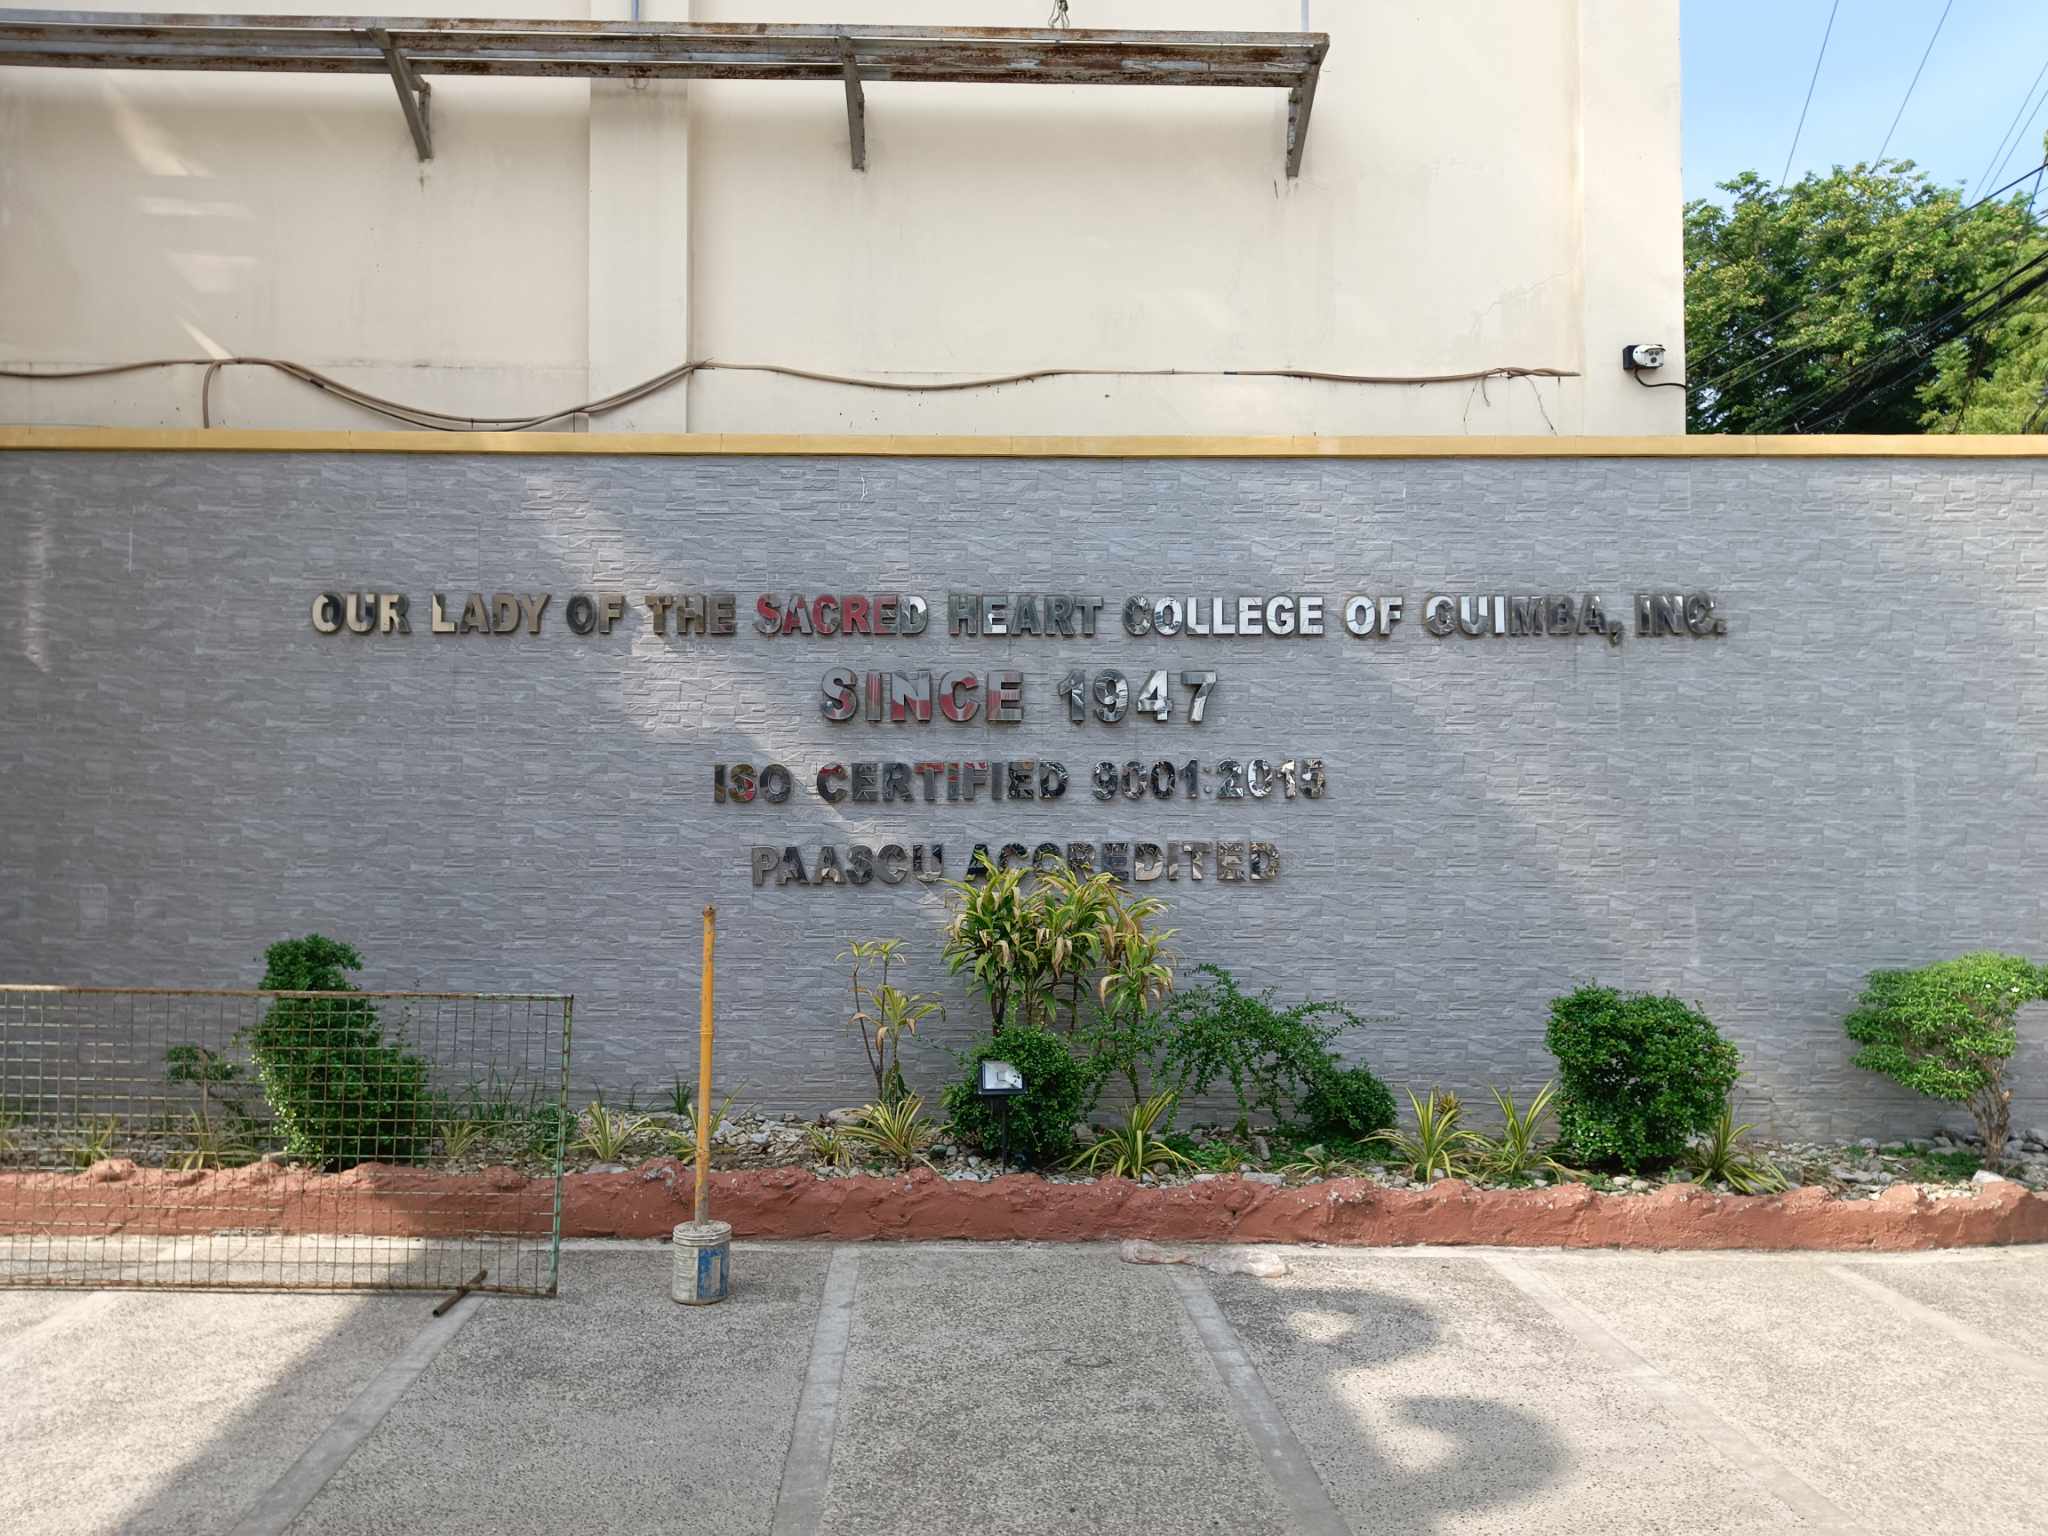 OUR LADY OF THE SACRED HEART COLLEGE OF GUIMBA, INC.
SINCE 1947
ISO CERTIFIED 9001:2015
PAASCU ACCREDITED